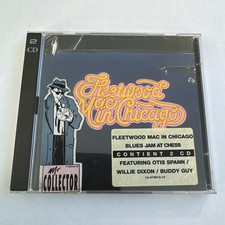 2 CD
Fleetwood
Mac
in Chicago
FLEETWOOD MAC IN CHICAGO
BLUES JAM AT CHESS
CONTIENT 2 CD
FEATURING OTIS SPANN /
WILLIE DIXON / BUDDY GUY
Mr
COLLECTOR